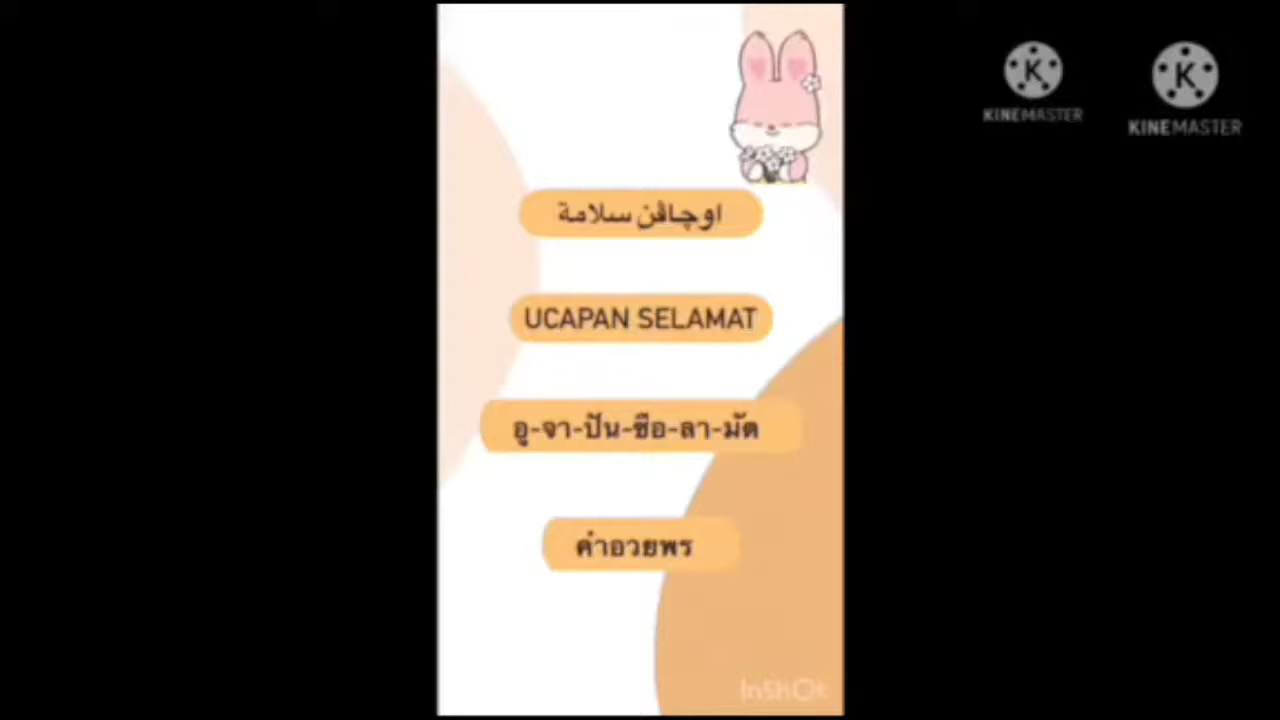 اوچاڤن سلامة
UCAPAN SELAMAT
อู-จา-ปัน-ซือ-ลา-มัต
คำอวยพร
KINEMASTER
KINEMASTER
InShOt